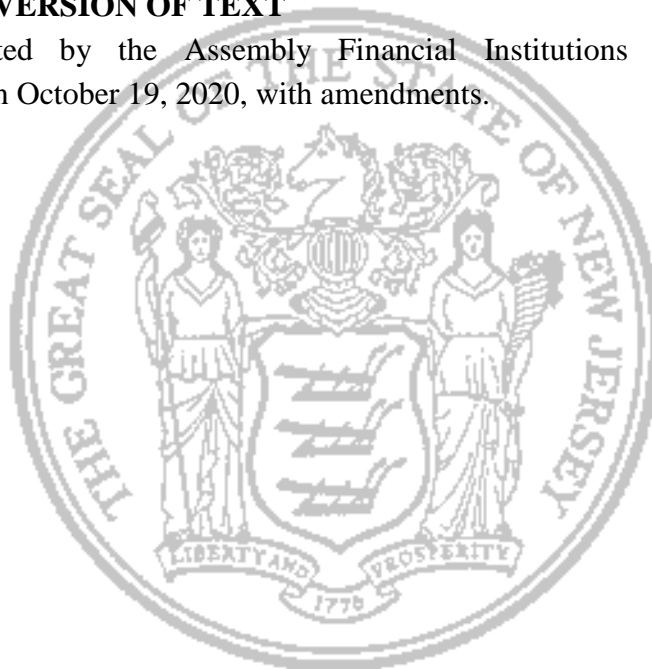 VERSION OF TEXT
ted by the Assembly Financial Institutions
n October 19, 2020, with amendments.
THE GREAT SEAL OF THE STATE OF NEW JERSEY
LIBERTY AND PROSPERITY
1776